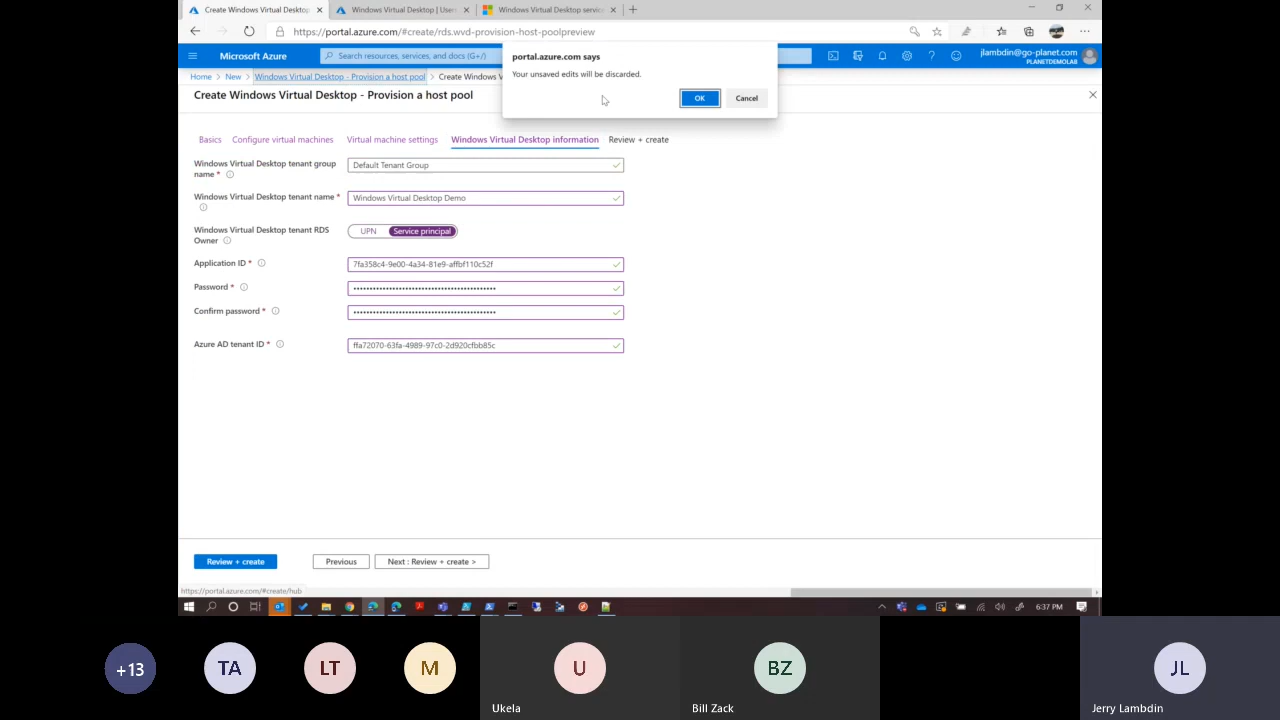 Create Windows Virtual Desktop
Windows Virtual Desktop | User
Windows Virtual Desktop service
https://portal.azure.com/#create/rds.wvd-provision-host-poolpreview
Microsoft Azure
Search resources, services, and docs (G+/)
jlambdin@go-planet.com
PLANETDEMOLAB
portal.azure.com says
Your unsaved edits will be discarded.
OK
Cancel
Home > New > Windows Virtual Desktop - Provision a host pool > Create Windows V
Create Windows Virtual Desktop - Provision a host pool
Basics Configure virtual machines Virtual machine settings Windows Virtual Desktop information Review + create
Windows Virtual Desktop tenant group name *
Default Tenant Group
Windows Virtual Desktop tenant name *
Windows Virtual Desktop Demo
Windows Virtual Desktop tenant RDS Owner
UPN Service principal
Application ID *
7fa358c4-9e00-4a34-81e9-affbf110c52f
Password *
Confirm password *
Azure AD tenant ID *
ffa72070-63fa-4989-97c0-2d920cfbb85c
Review + create
Previous
Next : Review + create >
https://portal.azure.com/#create/hub
6:37 PM
+13
TA
LT
M
U
BZ
JL
Ukela
Bill Zack
Jerry Lambdin